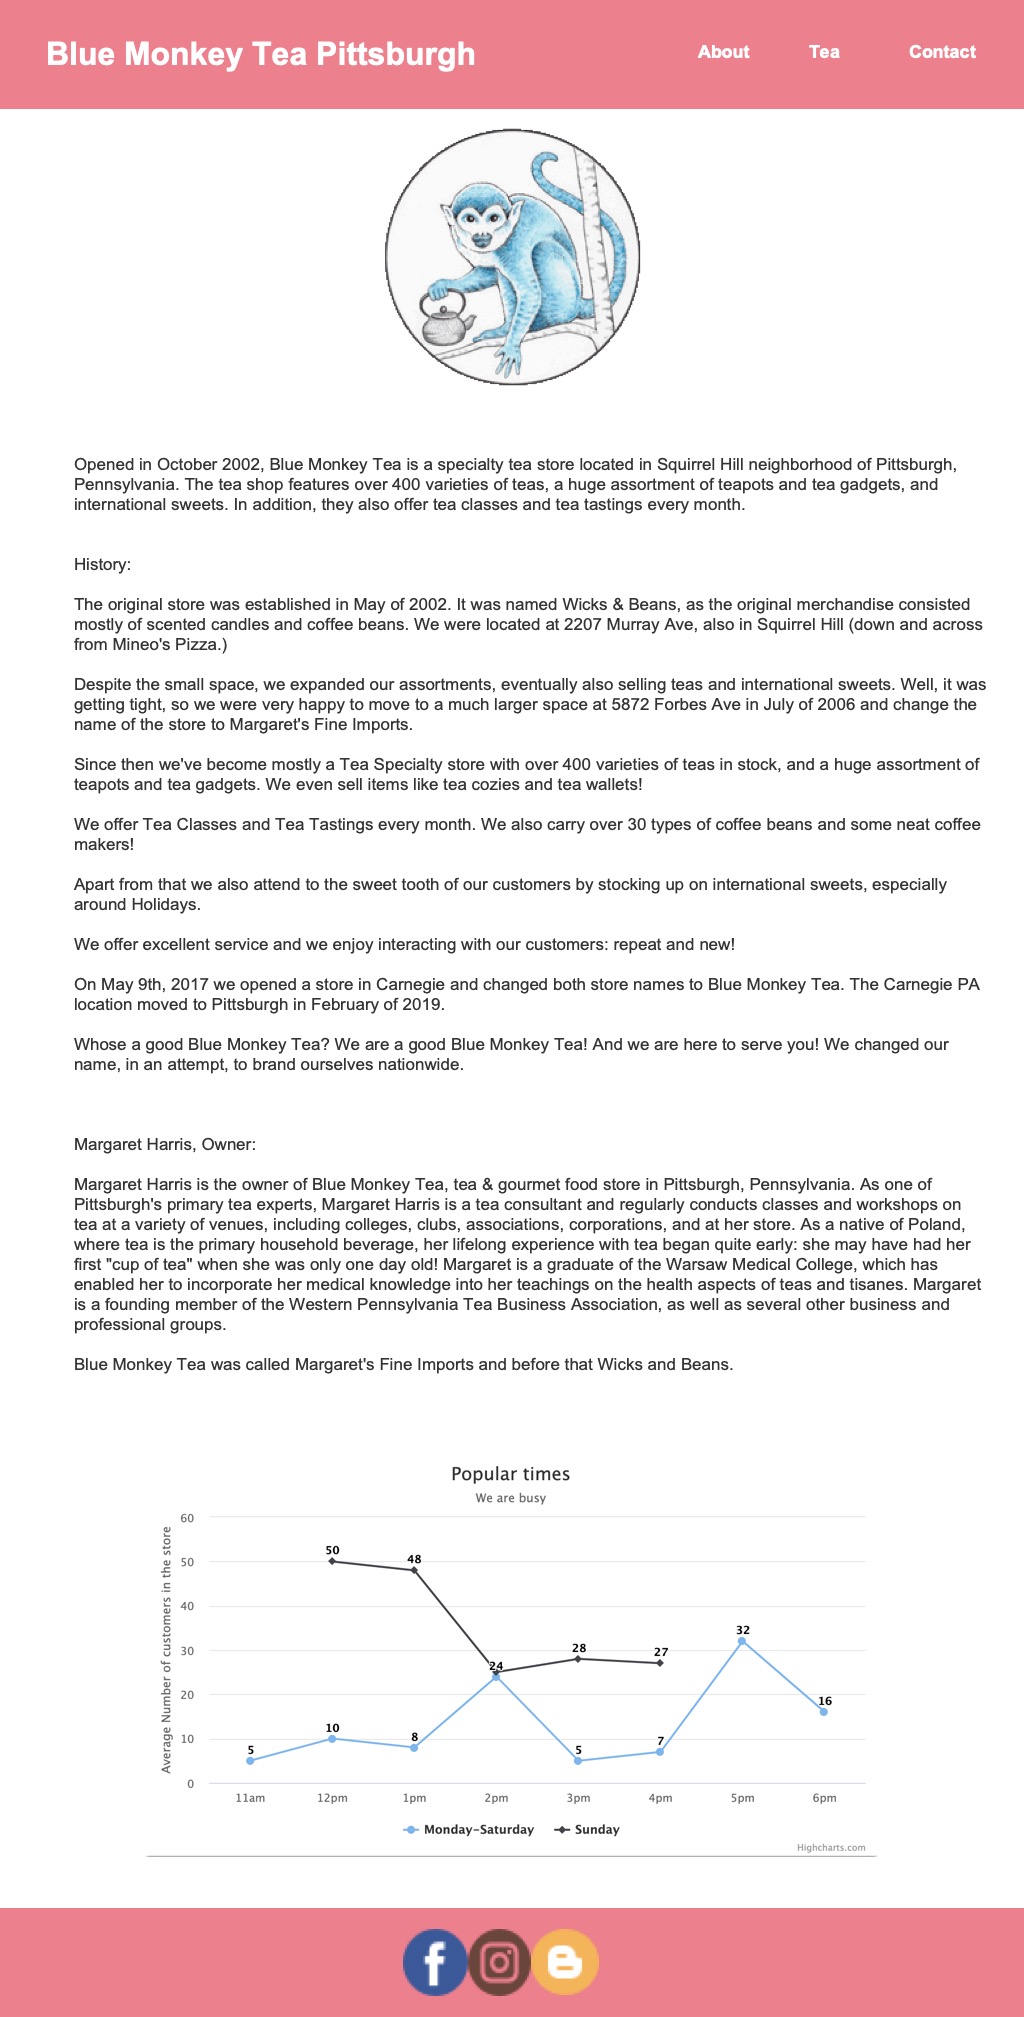 Blue Monkey Tea Pittsburgh
About Tea Contact
Opened in October 2002, Blue Monkey Tea is a specialty tea store located in Squirrel Hill neighborhood of Pittsburgh,
Pennsylvania. The tea shop features over 400 varieties of teas, a huge assortment of teapots and tea gadgets, and
international sweets. In addition, they also offer tea classes and tea tastings every month.
History:
The original store was established in May of 2002. It was named Wicks & Beans, as the original merchandise consisted
mostly of scented candles and coffee beans. We were located at 2207 Murray Ave, also in Squirrel Hill (down and across
from Mineo's Pizza.)
Despite the small space, we expanded our assortments, eventually also selling teas and international sweets. Well, it was
getting tight, so we were very happy to move to a much larger space at 5872 Forbes Ave in July of 2006 and change the
name of the store to Margaret's Fine Imports.
Since then we've become mostly a Tea Specialty store with over 400 varieties of teas in stock, and a huge assortment of
teapots and tea gadgets. We even sell items like tea cozies and tea wallets!
We offer Tea Classes and Tea Tastings every month. We also carry over 30 types of coffee beans and some neat coffee
makers!
Apart from that we also attend to the sweet tooth of our customers by stocking up on international sweets, especially
around Holidays.
We offer excellent service and we enjoy interacting with our customers: repeat and new!
On May 9th, 2017 we opened a store in Carnegie and changed both store names to Blue Monkey Tea. The Carnegie PA
location moved to Pittsburgh in February of 2019.
Whose a good Blue Monkey Tea? We are a good Blue Monkey Tea! And we are here to serve you! We changed our
name, in an attempt, to brand ourselves nationwide.
Margaret Harris, Owner:
Margaret Harris is the owner of Blue Monkey Tea, tea & gourmet food store in Pittsburgh, Pennsylvania. As one of
Pittsburgh's primary tea experts, Margaret Harris is a tea consultant and regularly conducts classes and workshops on
tea at a variety of venues, including colleges, clubs, associations, corporations, and at her store. As a native of Poland,
where tea is the primary household beverage, her lifelong experience with tea began quite early: she may have had her
first "cup of tea" when she was only one day old! Margaret is a graduate of the Warsaw Medical College, which has
enabled her to incorporate her medical knowledge into her teachings on the health aspects of teas and tisanes. Margaret
is a founding member of the Western Pennsylvania Tea Business Association, as well as several other business and
professional groups.
Blue Monkey Tea was called Margaret's Fine Imports and before that Wicks and Beans.
Popular times
We are busy
Average Number of customers in the store
60
50
40
30
20
10
0
50
48
28
27
5
10
8
24
5
7
32
16
11am 12pm 1pm 2pm 3pm 4pm 5pm 6pm
Monday-Saturday Sunday
Highcharts.com